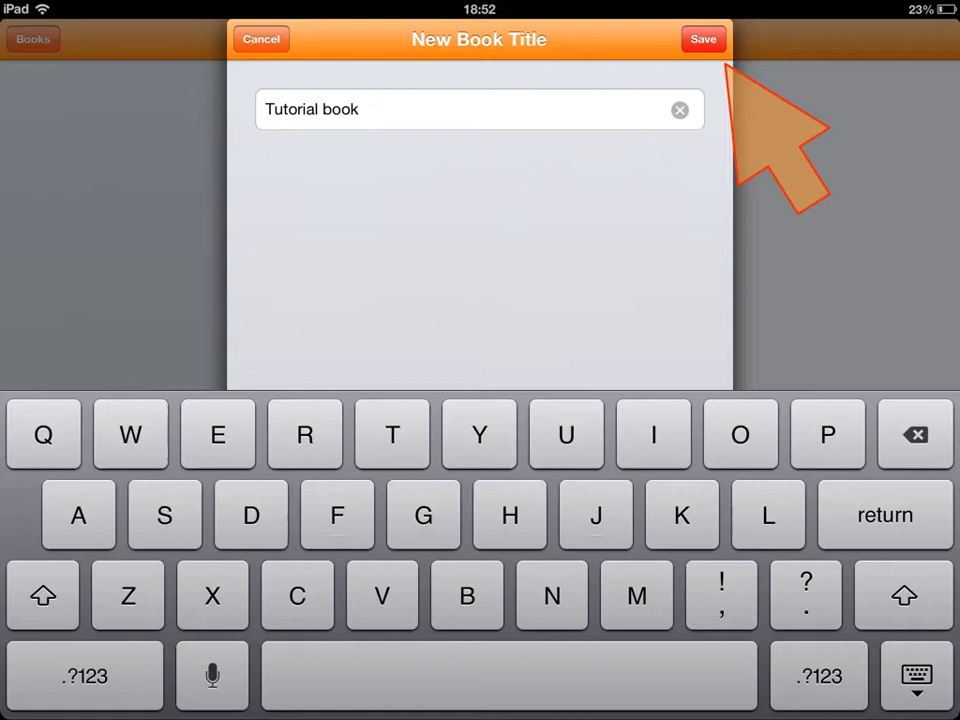 iPad 18:52 23%
Books Cancel New Book Title Save
Tutorial book
Q W E R T Y U I O P
A S D F G H J K L return
Z X C V B N M ! , ? .
.?123 .?123